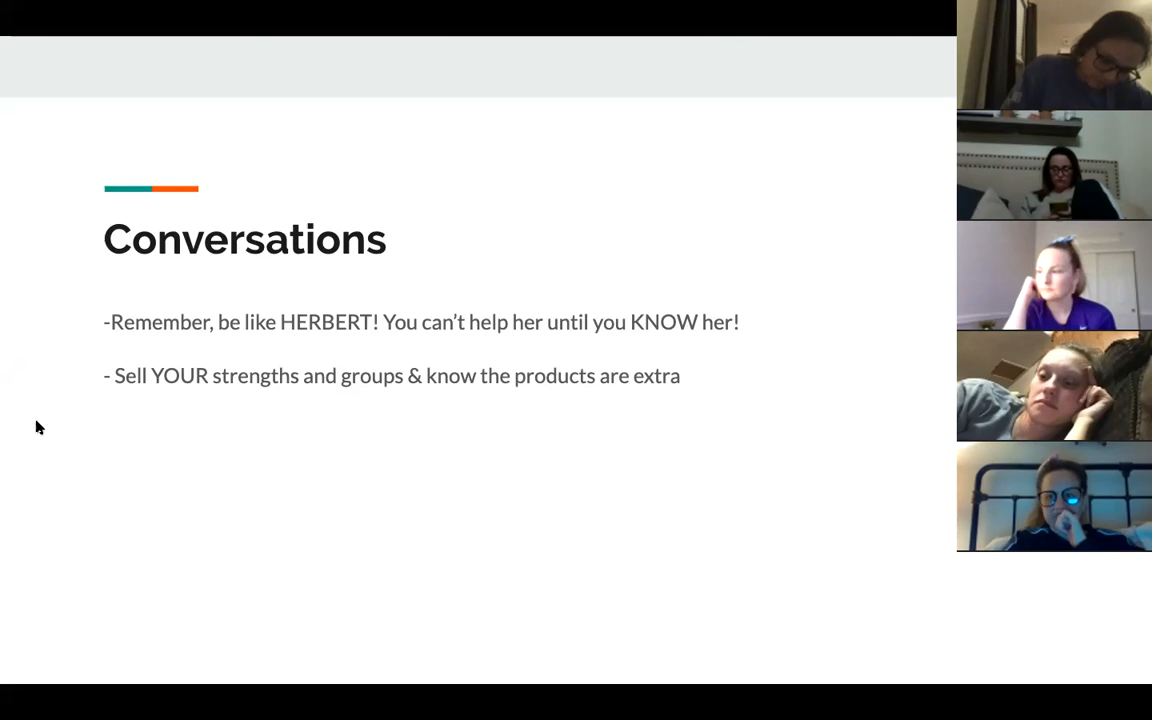 Conversations
-Remember, be like HERBERT! You can’t help her until you KNOW her!
- Sell YOUR strengths and groups & know the products are extra